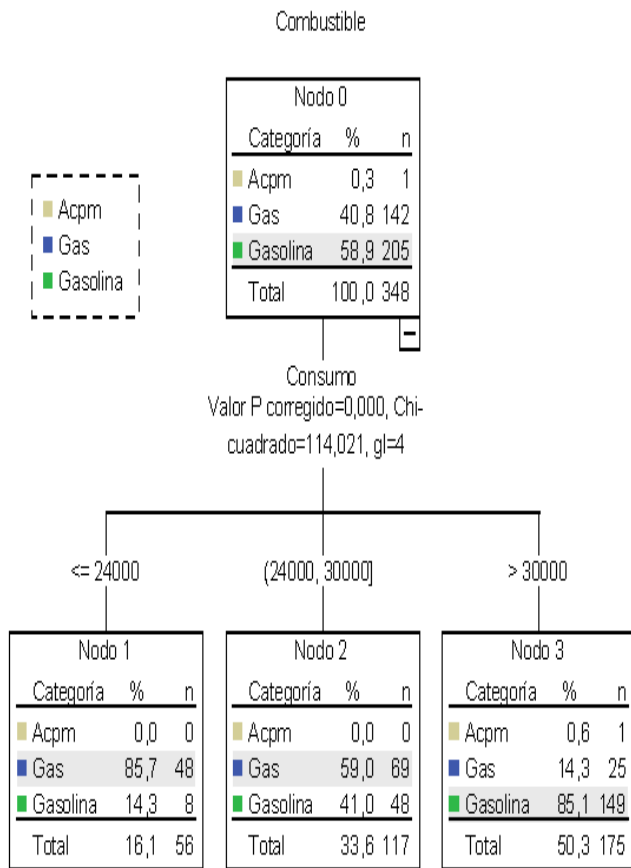 Combustible
Nodo 0
Categoría % n
Acpm 0,3 1
Gas 40,8 142
Gasolina 58,9 205
Total 100,0 348
Acpm
Gas
Gasolina
Consumo
Valor P corregido=0,000, Chi-
cuadrado=114,021, gl=4
<= 24000
(24000, 30000]
> 30000
Nodo 1
Categoría % n
Acpm 0,0 0
Gas 85,7 48
Gasolina 14,3 8
Total 16,1 56
Nodo 2
Categoría % n
Acpm 0,0 0
Gas 59,0 69
Gasolina 41,0 48
Total 33,6 117
Nodo 3
Categoría % n
Acpm 0,6 1
Gas 14,3 25
Gasolina 85,1 149
Total 50,3 175